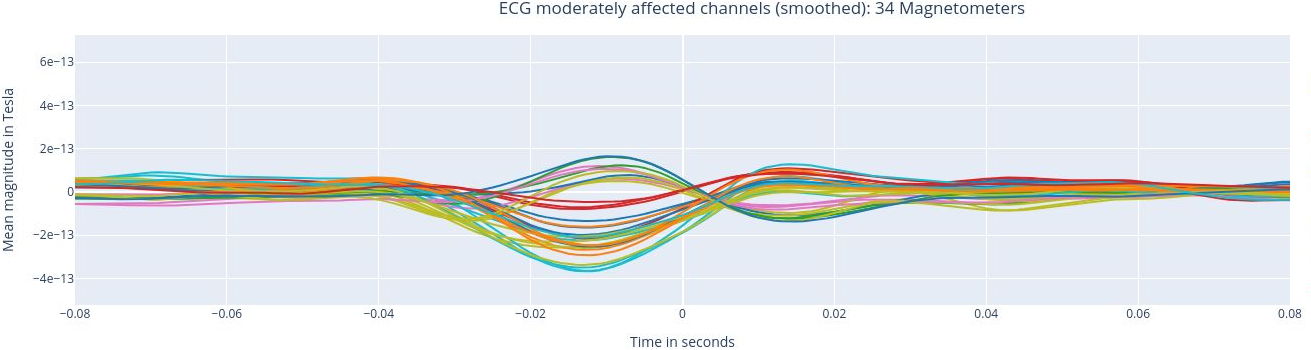 ECG moderately affected channels (smoothed): 34 Magnetometers
Mean magnitude in Tesla
6e−13
4e−13
2e−13
0
−2e−13
−4e−13
−0.08 −0.06 −0.04 −0.02 0 0.02 0.04 0.06 0.08
Time in seconds